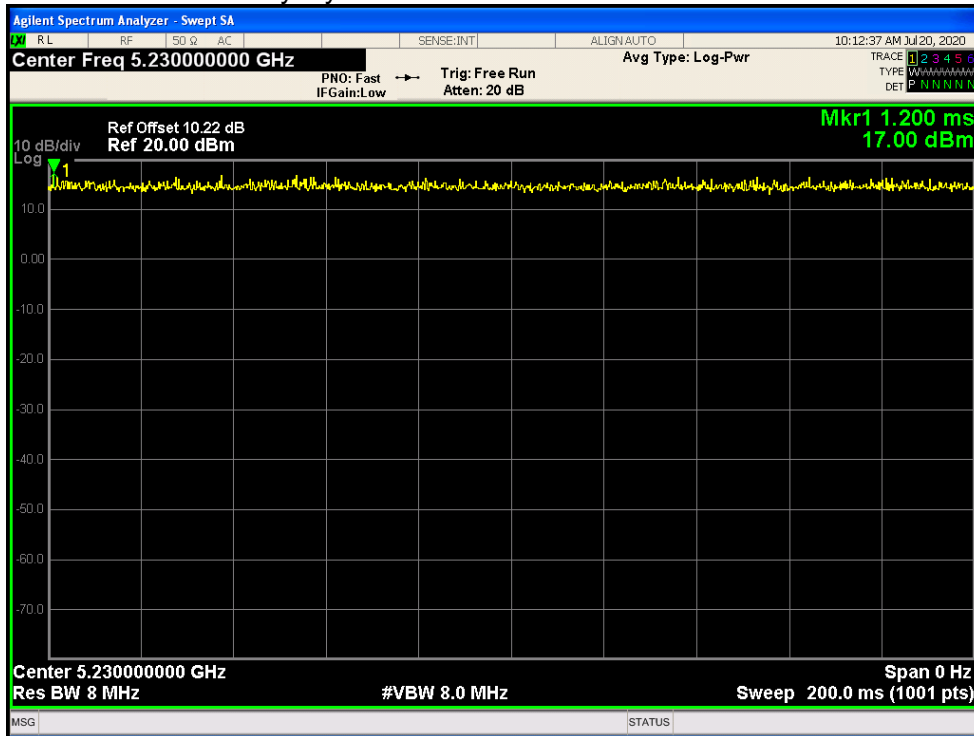 Agilent Spectrum Analyzer - Swept SA
LXI RL RF 50 Ω AC SENSE:INT ALIGN AUTO 10:12:37 AM Jul 20, 2020
Center Freq 5.230000000 GHz
PNO: Fast Trig: Free Run
IFGain:Low Atten: 20 dB
Avg Type: Log-Pwr
TRACE 1 2 3 4 5 6
TYPE W
DET P N N N N N
Mkr1 1.200 ms
17.00 dBm
Ref Offset 10.22 dB
10 dB/div Ref 20.00 dBm
Log
1
10.0
0.00
-10.0
-20.0
-30.0
-40.0
-50.0
-60.0
-70.0
Center 5.230000000 GHz Span 0 Hz
Res BW 8 MHz #VBW 8.0 MHz Sweep 200.0 ms (1001 pts)
MSG STATUS